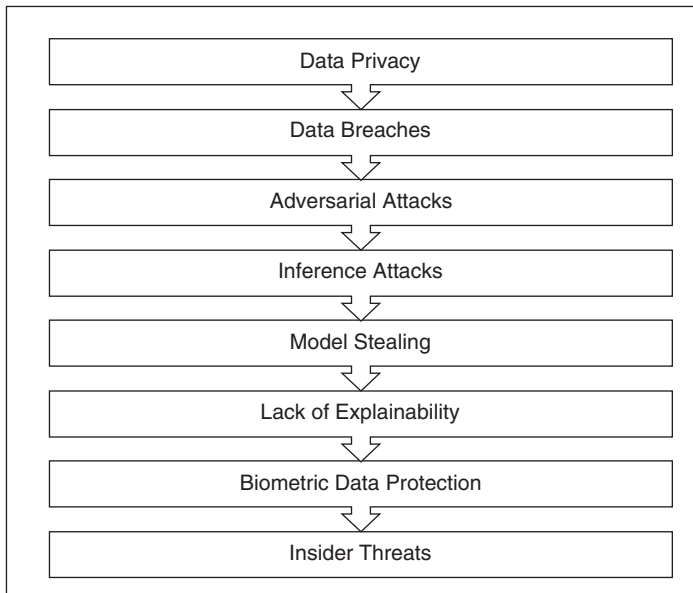 Data Privacy
Data Breaches
Adversarial Attacks
Inference Attacks
Model Stealing
Lack of Explainability
Biometric Data Protection
Insider Threats